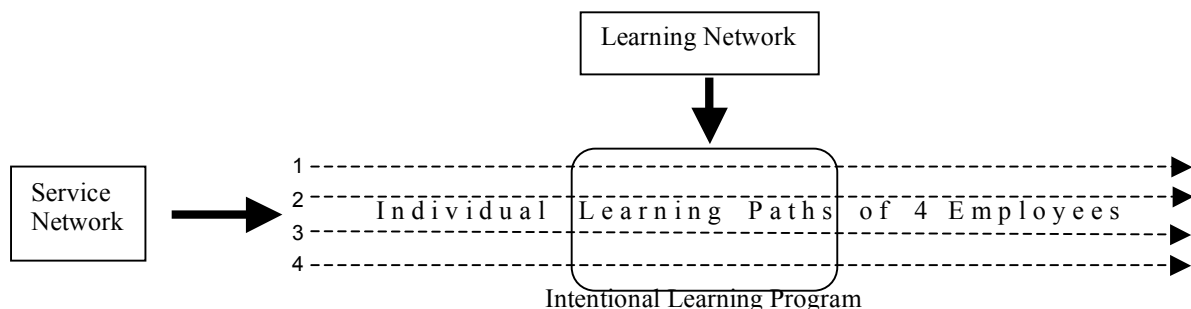 Learning Network
Service
Network
1
2
Individual Learning Paths of 4 Employees
3
4
Intentional Learning Program